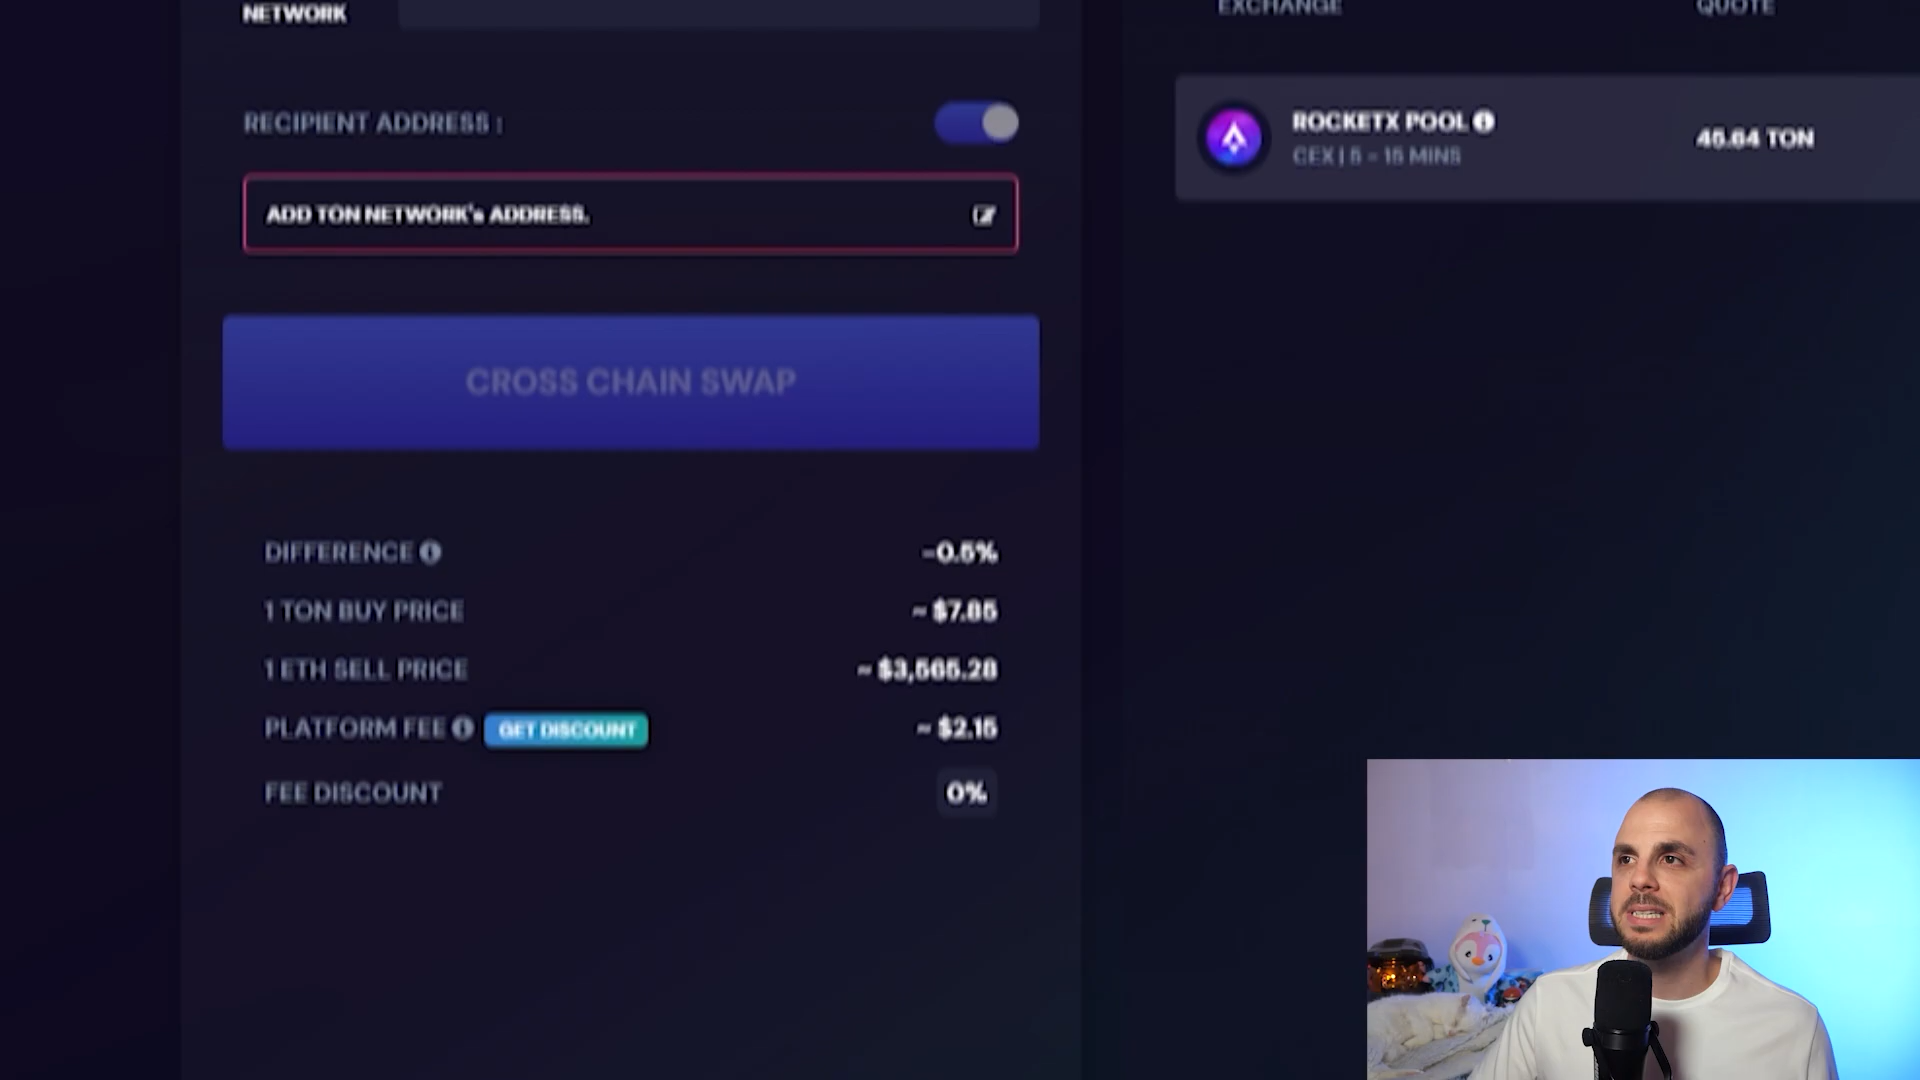 NETWORK
RECIPIENT ADDRESS :
ADD TON NETWORK's ADDRESS.
CROSS CHAIN SWAP
DIFFERENCE -0.5%
1 TON BUY PRICE ~ $7.85
1 ETH SELL PRICE ~ $3,565.28
PLATFORM FEE GET DISCOUNT ~ $2.15
FEE DISCOUNT 0%
EXCHANGE QUOTE
ROCKETX POOL
CEX | 5 - 15 MINS
45.64 TON